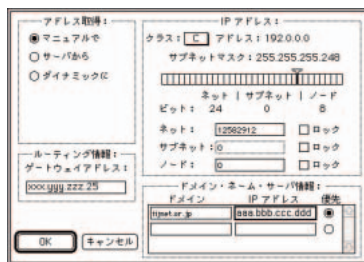 アドレス取得：
マニュアルで
サーバから
ダイナミックに
ルーティング情報：
ゲートウェイアドレス：
xxx.yyy.zzz.25
OK
キャンセル
IP アドレス：
クラス： C アドレス：192.0.0.0
サブネットマスク：255.255.255.248
ネット | サブネット | ノード
ビット： 24 0 8
ネット： 12582912 ロック
サブネット： 0 ロック
ノード： 0 ロック
ドメイン・ネーム・サーバ情報：
ドメイン IP アドレス 優先
aaa.bbb.ccc.ddd